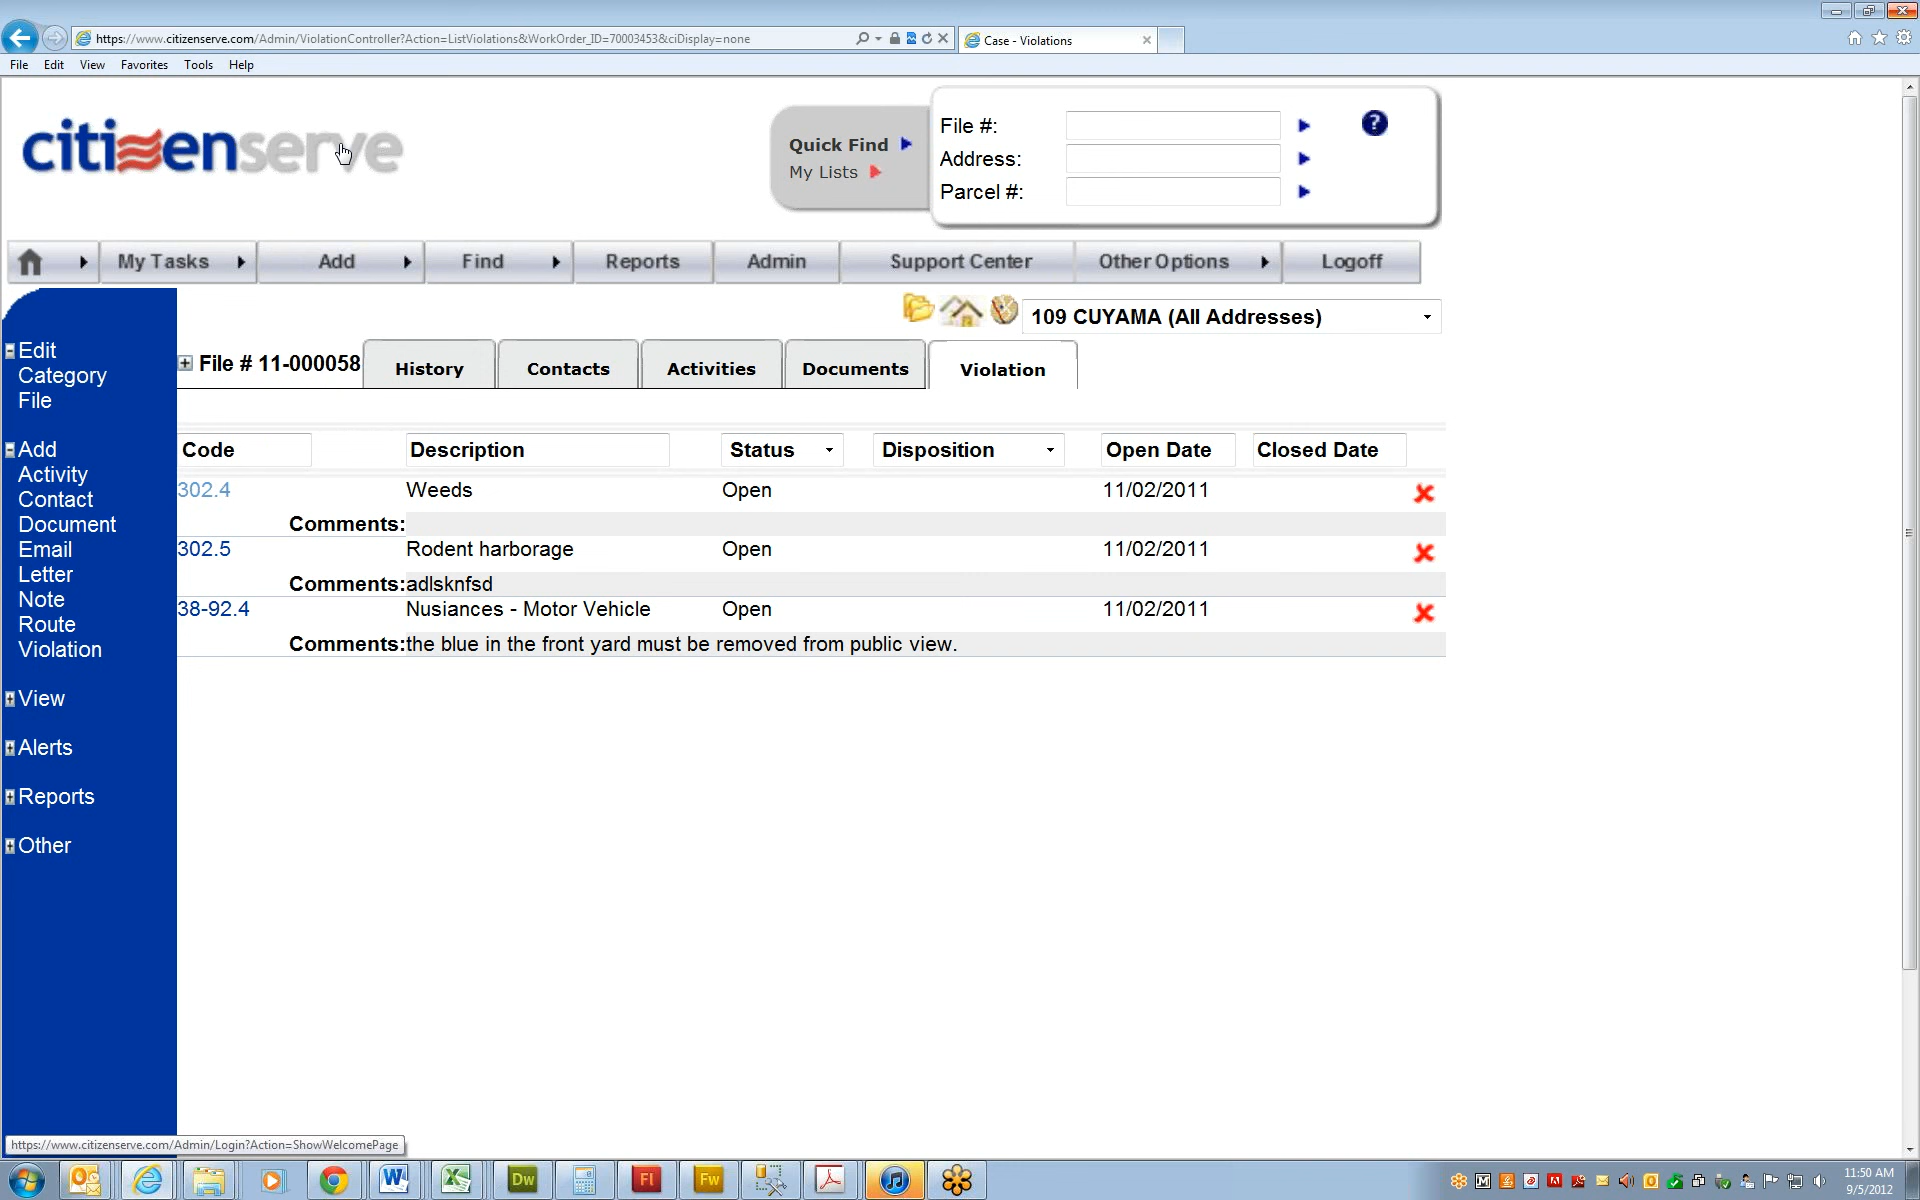 https://www.citizenserve.com/Admin/ViolationController?Action=ListViolations&WorkOrder_ID=70003453&ciDisplay=none
Case - Violations
File Edit View Favorites Tools Help
citizenserve
Quick Find
My Lists
File #:
Address:
Parcel #:
?
My Tasks Add Find Reports Admin Support Center Other Options Logoff
109 CUYAMA (All Addresses)
File # 11-000058 History Contacts Activities Documents Violation
Edit
Category
File
Add
Activity
Contact
Document
Email
Letter
Note
Route
Violation
View
Alerts
Reports
Other
Code Description Status Disposition Open Date Closed Date
302.4 Weeds Open 11/02/2011
Comments:
302.5 Rodent harborage Open 11/02/2011
Comments:adlsknfsd
38-92.4 Nusiances - Motor Vehicle Open 11/02/2011
Comments:the blue in the front yard must be removed from public view.
https://www.citizenserve.com/Admin/Login?Action=ShowWelcomePage
Dw Fl Fw
11:50 AM
9/5/2012